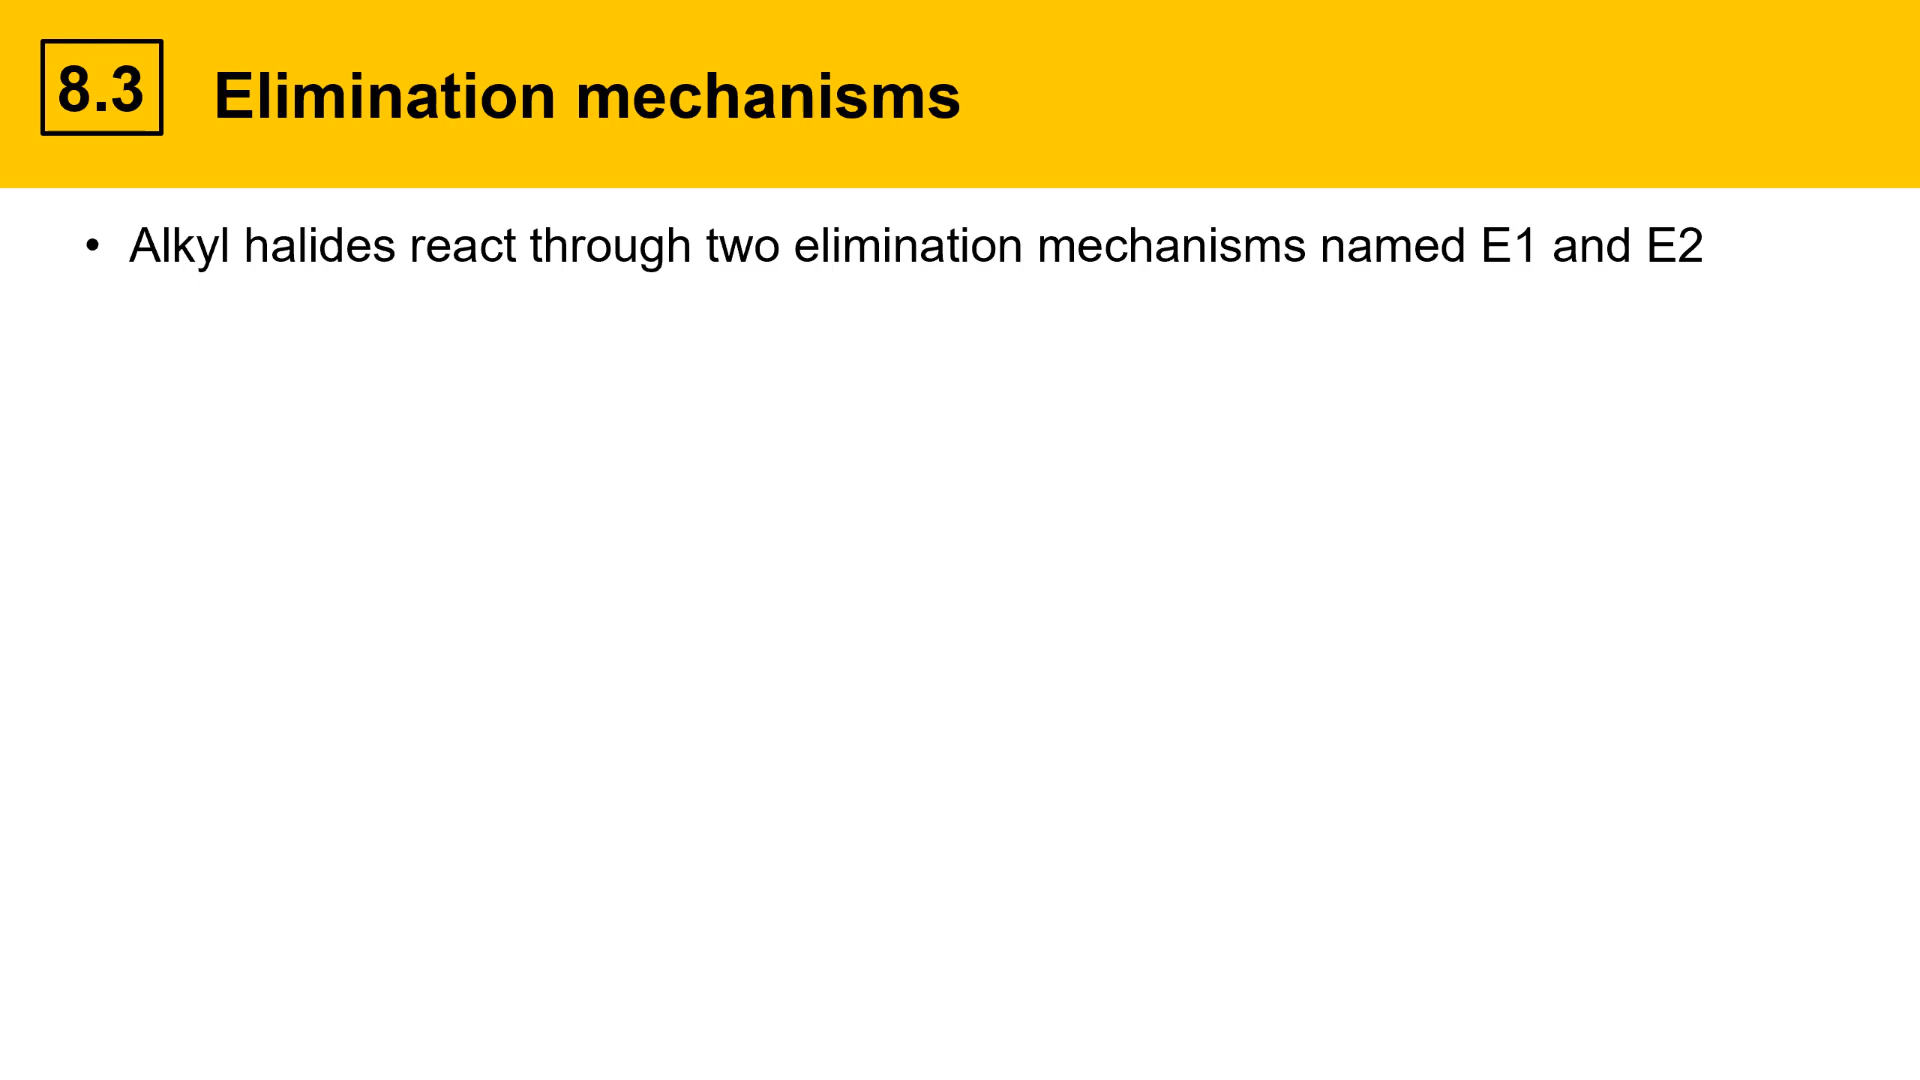 8.3 Elimination mechanisms
• Alkyl halides react through two elimination mechanisms named E1 and E2